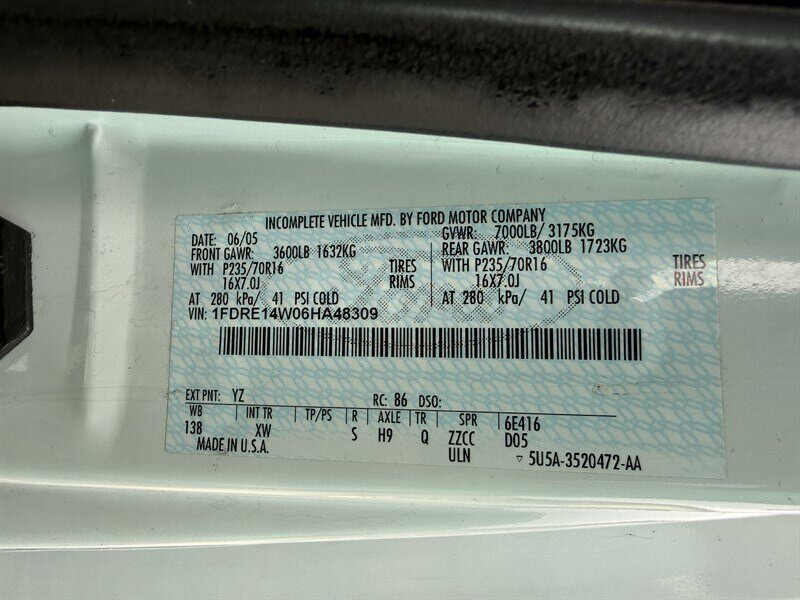 INCOMPLETE VEHICLE MFD. BY FORD MOTOR COMPANY
DATE: 06/05 GVWR: 7000LB/ 3175KG
FRONT GAWR: 3600LB 1632KG REAR GAWR: 3800LB 1723KG
WITH P235/70R16 TIRES WITH P235/70R16 TIRES
16X7.0J RIMS 16X7.0J RIMS
AT 280 kPa/ 41 PSI COLD AT 280 kPa/ 41 PSI COLD
VIN: 1FDRE14W06HA48309
EXT PNT: YZ RC: 86 DSO:
WB INT TR TP/PS R AXLE TR SPR 6E416
138 XW S H9 Q ZZCC D05
MADE IN U.S.A. ULN ▽ 5U5A-3520472-AA